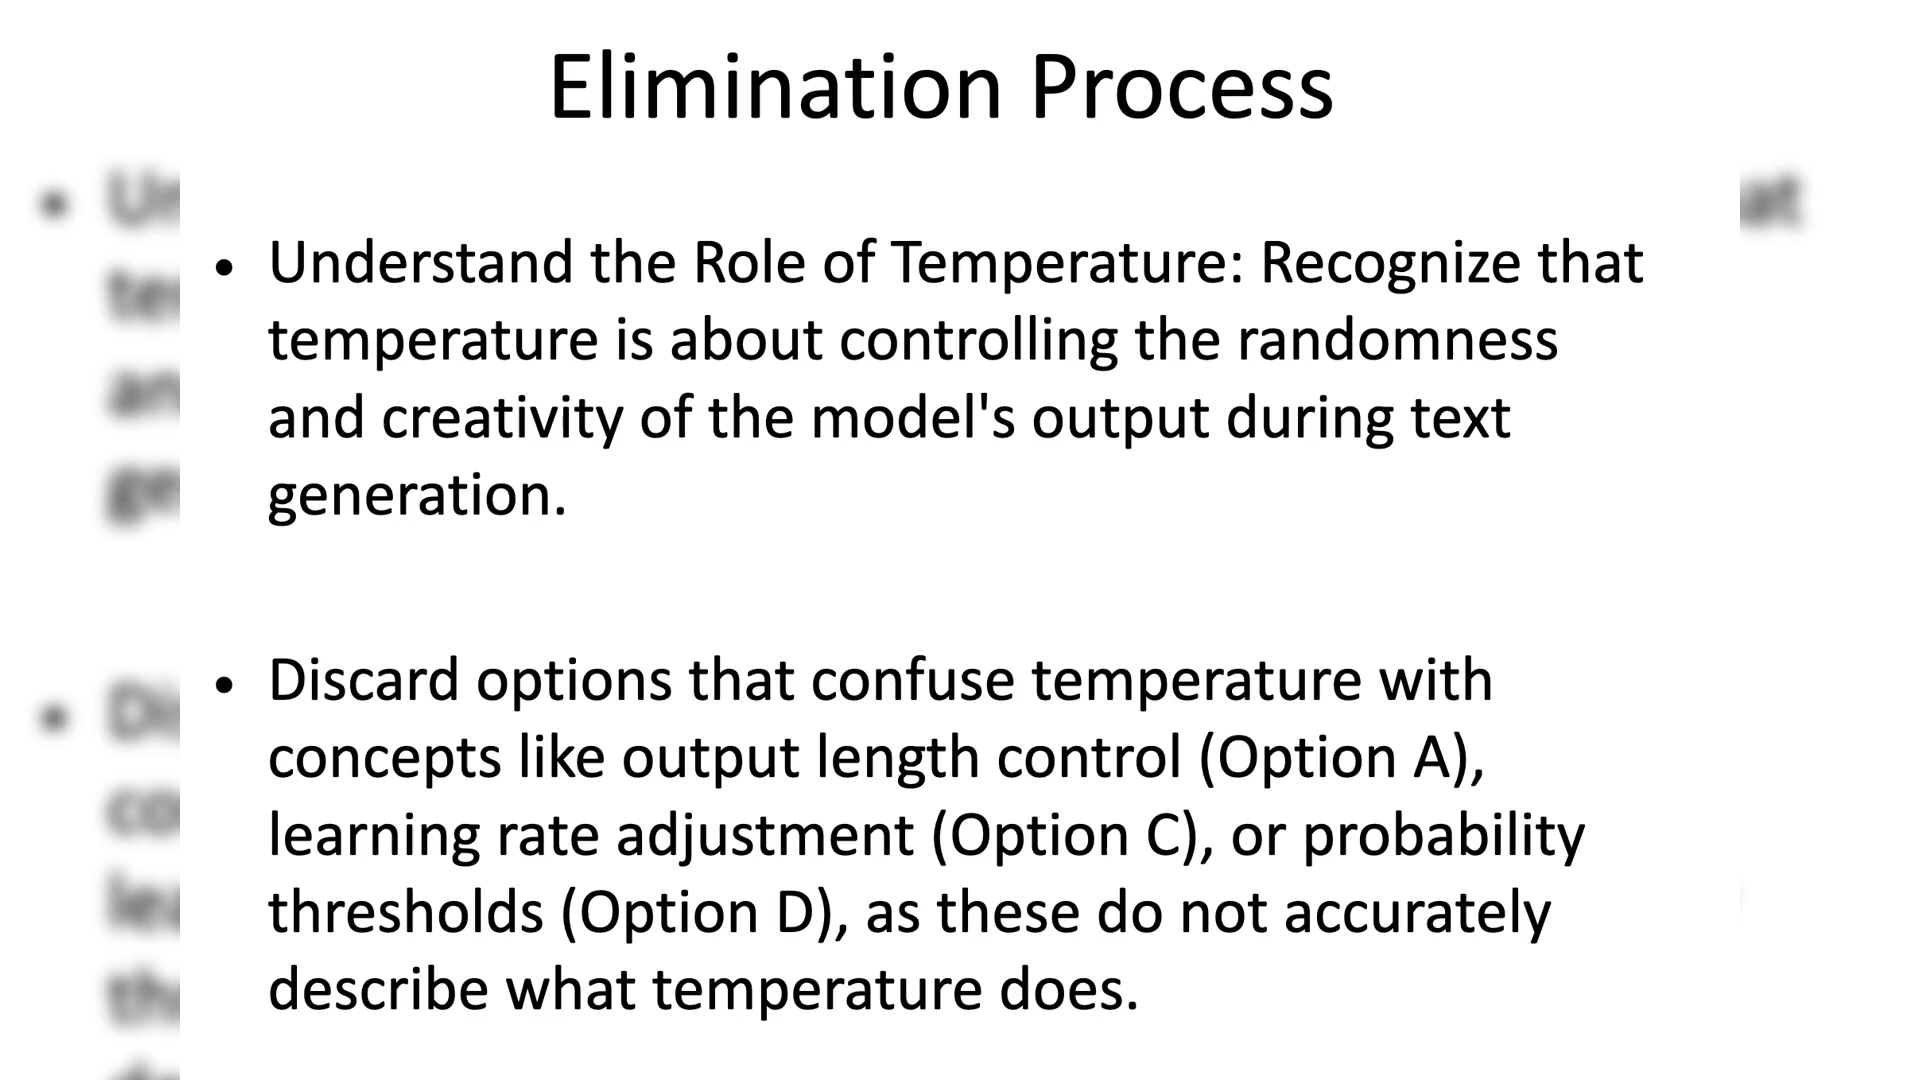 Elimination Process
• Understand the Role of Temperature: Recognize that
temperature is about controlling the randomness
and creativity of the model's output during text
generation.
• Discard options that confuse temperature with
concepts like output length control (Option A),
learning rate adjustment (Option C), or probability
thresholds (Option D), as these do not accurately
describe what temperature does.